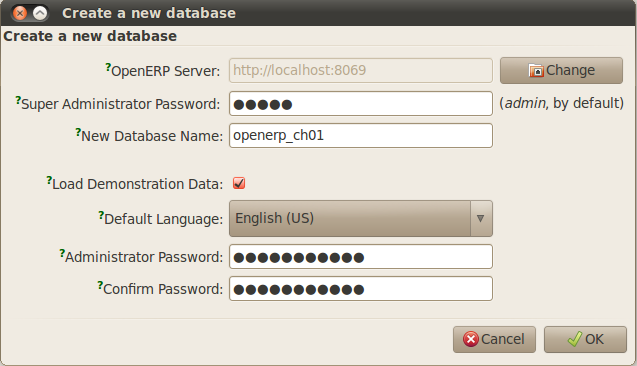 Create a new database
Create a new database
?OpenERP Server: http://localhost:8069 Change
?Super Administrator Password: ●●●●● (admin, by default)
?New Database Name: openerp_ch01
?Load Demonstration Data:
?Default Language: English (US)
?Administrator Password: ●●●●●●●●●●●
?Confirm Password: ●●●●●●●●●●●
Cancel OK